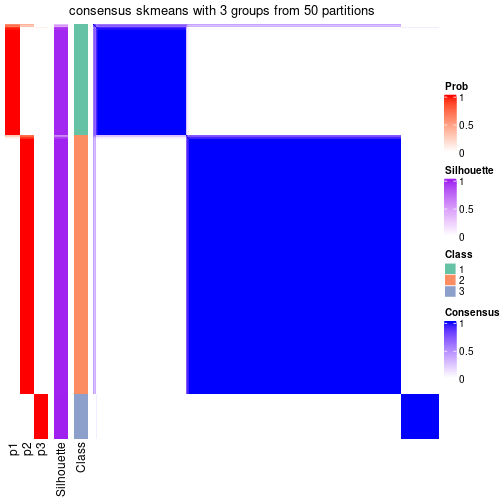 consensus skmeans with 3 groups from 50 partitions
Prob
1
0.5
0
Silhouette
1
0.5
0
Class
1
2
3
Consensus
1
0.5
0
p1
p2
p3
Silhouette
Class